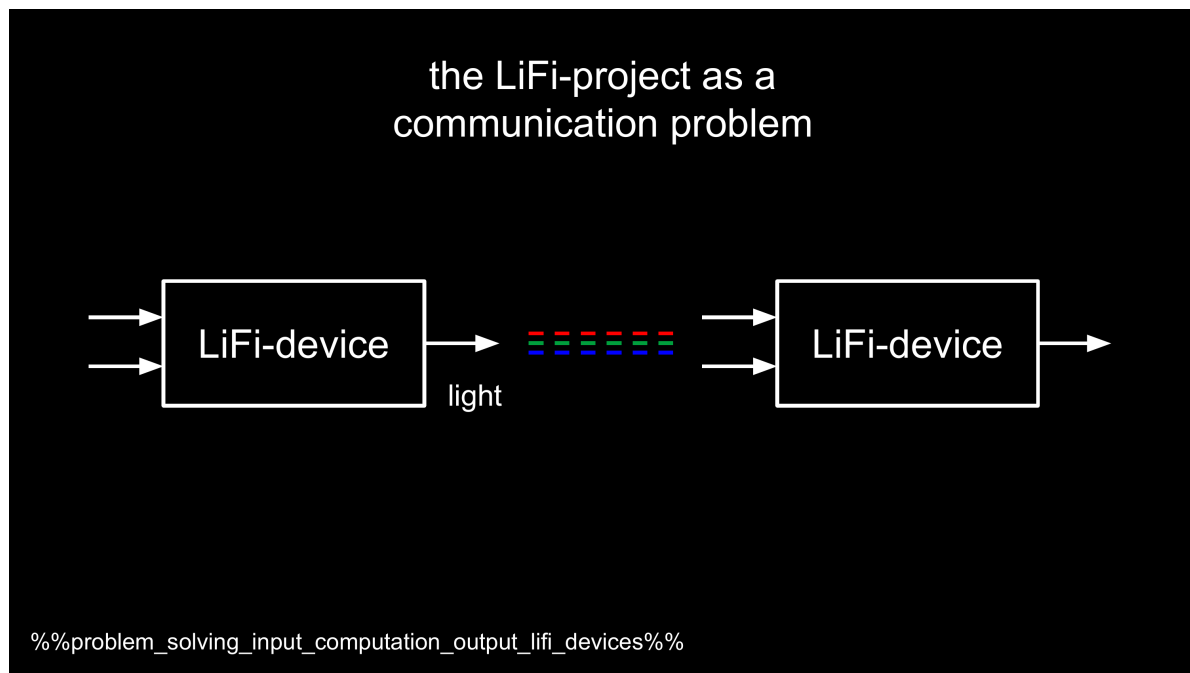 the LiFi-project as a
communication problem
LiFi-device
LiFi-device
light
%%problem_solving_input_computation_output_lifi_devices%%